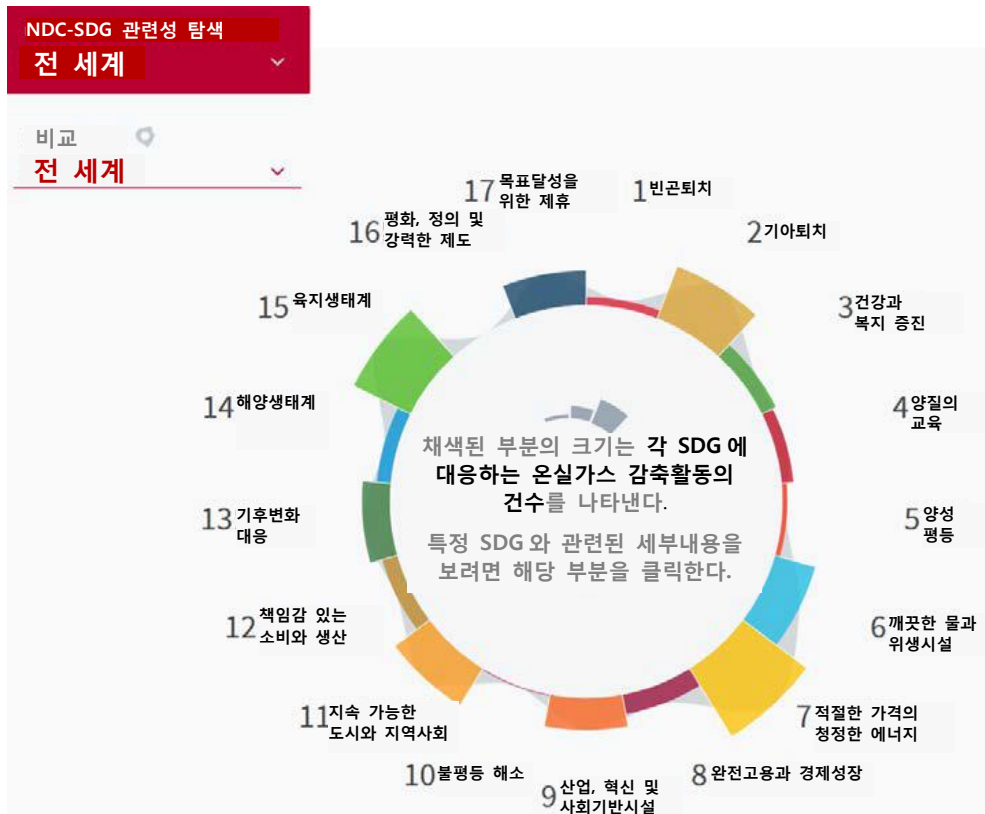 NDC-SDG 관련성 탐색
전 세계
비교
전 세계
17 목표달성을
위한 제휴
1 빈곤퇴치
16 평화, 정의 및
강력한 제도
2 기아퇴치
15 육지생태계
3 건강과
복지 증진
14 해양생태계
4 양질의
교육
채색된 부분의 크기는 각 SDG 에
대응하는 온실가스 감축활동의
건수를 나타낸다.
특정 SDG 와 관련된 세부내용을
보려면 해당 부분을 클릭한다.
13 기후변화
대응
5 양성
평등
12 책임감 있는
소비와 생산
6 깨끗한 물과
위생시설
11 지속 가능한
도시와 지역사회
7 적절한 가격의
청정한 에너지
10 불평등 해소
9 산업, 혁신 및
사회기반시설
8 완전고용과 경제성장